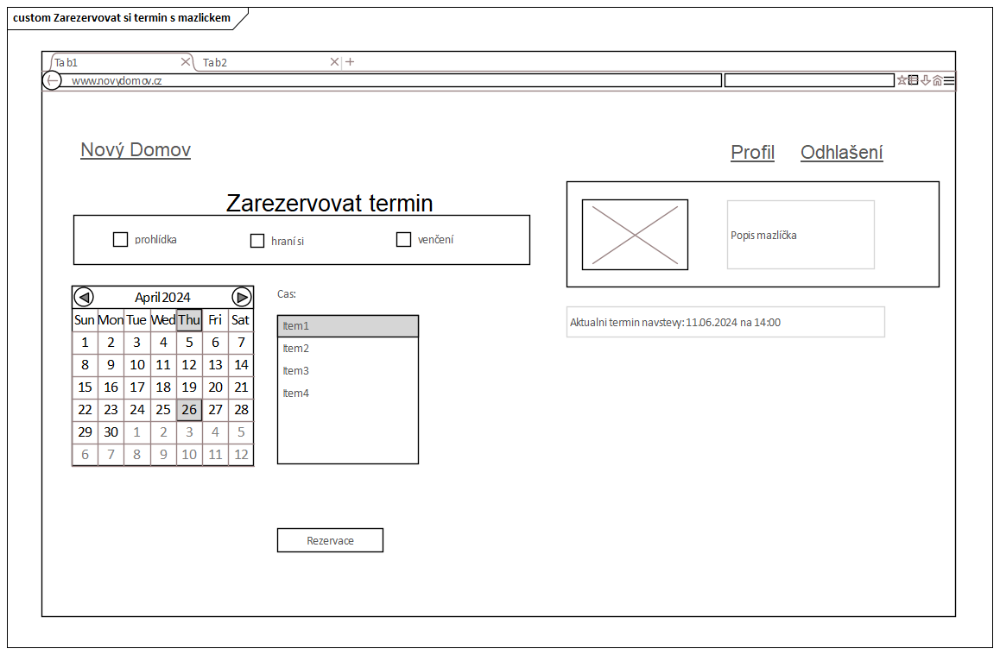 custom Zarezervovat si termin s mazlickem
Tab1
Tab2
www.novydomov.cz
Nový Domov
Profil
Odhlašení
Zarezervovat termin
prohlídka
hraní si
venčení
Popis mazlíčka
April 2024
Sun Mon Tue Wed Thu Fri Sat
1 2 3 4 5 6 7
8 9 10 11 12 13 14
15 16 17 18 19 20 21
22 23 24 25 26 27 28
29 30 1 2 3 4 5
6 7 8 9 10 11 12
Cas:
Item1
Item2
Item3
Item4
Aktualni termin navstevy: 11.06.2024 na 14:00
Rezervace